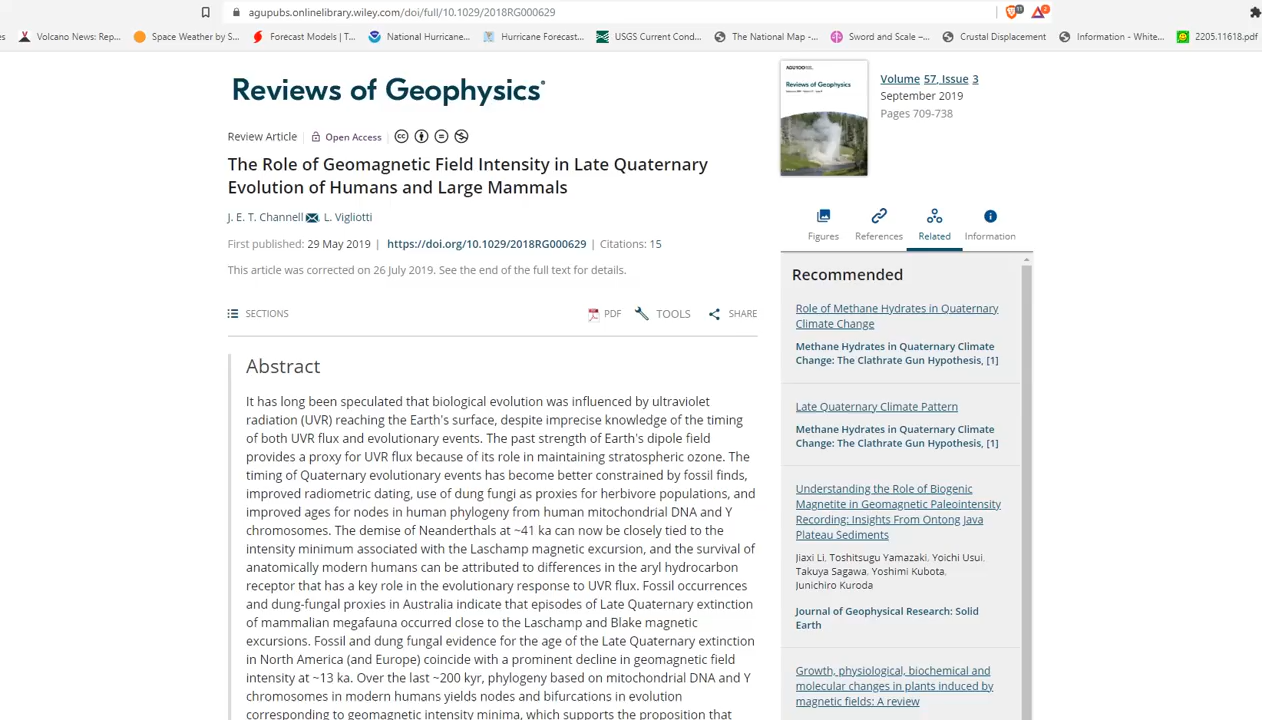 agupubs.onlinelibrary.wiley.com/doi/full/10.1029/2018RG000629
11
2
s
Volcano News: Rep...
Space Weather by S...
Forecast Models | T...
National Hurricane...
Hurricane Forecast...
USGS Current Cond...
The National Map -...
Sword and Scale –...
Crustal Displacement
Information - White...
2205.11618.pdf
Reviews of Geophysics
Reviews of Geophysics
Volume 57, Issue 3
September 2019
Pages 709-738
Review Article
Open Access
The Role of Geomagnetic Field Intensity in Late Quaternary
Evolution of Humans and Large Mammals
J. E. T. Channell, L. Vigliotti
First published: 29 May 2019 | https://doi.org/10.1029/2018RG000629 | Citations: 15
This article was corrected on 26 July 2019. See the end of the full text for details.
SECTIONS
PDF
TOOLS
SHARE
Abstract
It has long been speculated that biological evolution was influenced by ultraviolet
radiation (UVR) reaching the Earth's surface, despite imprecise knowledge of the timing
of both UVR flux and evolutionary events. The past strength of Earth's dipole field
provides a proxy for UVR flux because of its role in maintaining stratospheric ozone. The
timing of Quaternary evolutionary events has become better constrained by fossil finds,
improved radiometric dating, use of dung fungi as proxies for herbivore populations, and
improved ages for nodes in human phylogeny from human mitochondrial DNA and Y
chromosomes. The demise of Neanderthals at ~41 ka can now be closely tied to the
intensity minimum associated with the Laschamp magnetic excursion, and the survival of
anatomically modern humans can be attributed to differences in the aryl hydrocarbon
receptor that has a key role in the evolutionary response to UVR flux. Fossil occurrences
and dung-fungal proxies in Australia indicate that episodes of Late Quaternary extinction
of mammalian megafauna occurred close to the Laschamp and Blake magnetic
excursions. Fossil and dung fungal evidence for the age of the Late Quaternary extinction
in North America (and Europe) coincide with a prominent decline in geomagnetic field
intensity at ~13 ka. Over the last ~200 kyr, phylogeny based on mitochondrial DNA and Y
chromosomes in modern humans yields nodes and bifurcations in evolution
corresponding to geomagnetic intensity minima, which supports the proposition that
Figures
References
Related
Information
Recommended
Role of Methane Hydrates in Quaternary
Climate Change
Methane Hydrates in Quaternary Climate
Change: The Clathrate Gun Hypothesis, [1]
Late Quaternary Climate Pattern
Methane Hydrates in Quaternary Climate
Change: The Clathrate Gun Hypothesis, [1]
Understanding the Role of Biogenic
Magnetite in Geomagnetic Paleointensity
Recording: Insights From Ontong Java
Plateau Sediments
Jiaxi Li, Toshitsugu Yamazaki, Yoichi Usui,
Takuya Sagawa, Yoshimi Kubota,
Junichiro Kuroda
Journal of Geophysical Research: Solid
Earth
Growth, physiological, biochemical and
molecular changes in plants induced by
magnetic fields: A review